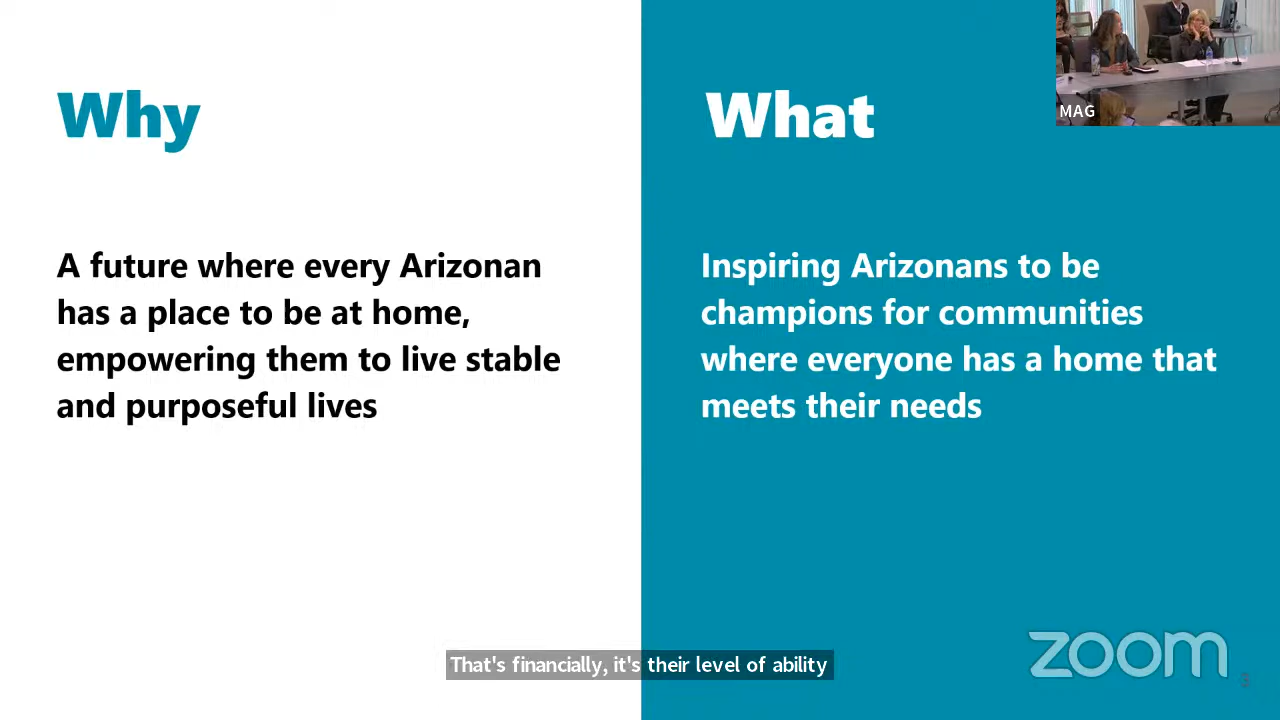 Why
A future where every Arizonan
has a place to be at home,
empowering them to live stable
and purposeful lives
What
Inspiring Arizonans to be
champions for communities
where everyone has a home that
meets their needs
MAG
That's financially, it's their level of ability
zoom